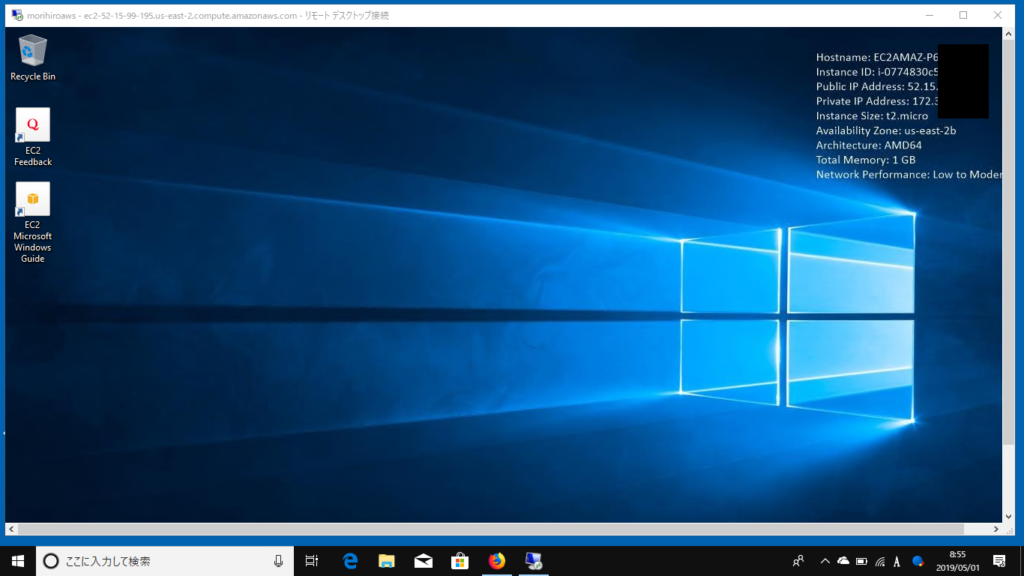 morihiroaws - ec2-52-15-99-195.us-east-2.compute.amazonaws.com - リモート デスクトップ接続
Recycle Bin
Q
EC2
Feedback
EC2
Microsoft
Windows
Guide
Hostname: EC2AMAZ-P6
Instance ID: i-0774830c5
Public IP Address: 52.15.
Private IP Address: 172.3
Instance Size: t2.micro
Availability Zone: us-east-2b
Architecture: AMD64
Total Memory: 1 GB
Network Performance: Low to Moder
ここに入力して検索
A
8:55
2019/05/01